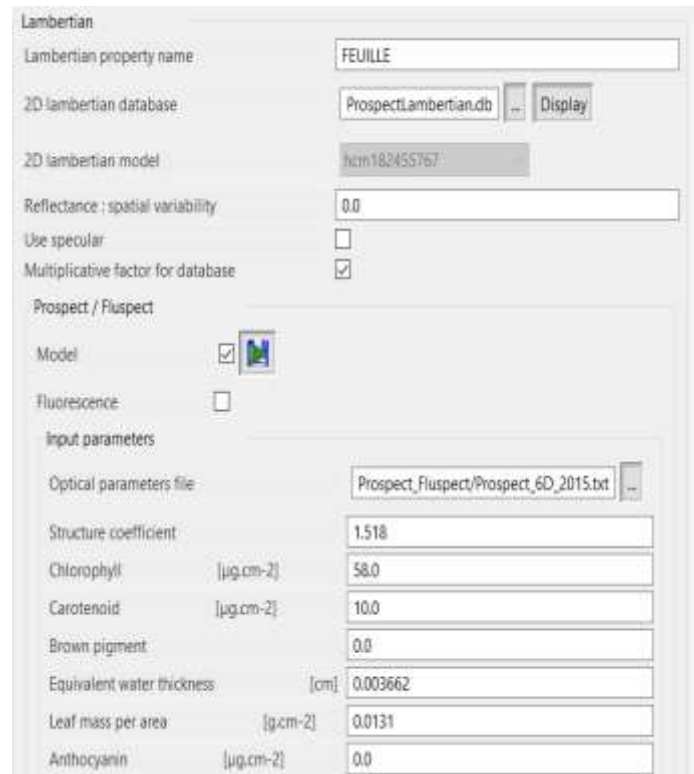 Lambertian
Lambertian property name FEUILLE
2D lambertian database ProspectLambertian.db ... Display
2D lambertian model hcm182455767
Reflectance : spatial variability 0.0
Use specular
Multiplicative factor for database
Prospect / Fluspect
Model
Fluorescence
Input parameters
Optical parameters file Prospect_Fluspect/Prospect_6D_2015.txt ...
Structure coefficient 1.518
Chlorophyll [µg.cm-2] 58.0
Carotenoid [µg.cm-2] 10.0
Brown pigment 0.0
Equivalent water thickness [cm] 0.003662
Leaf mass per area [g.cm-2] 0.0131
Anthocyanin [µg.cm-2] 0.0